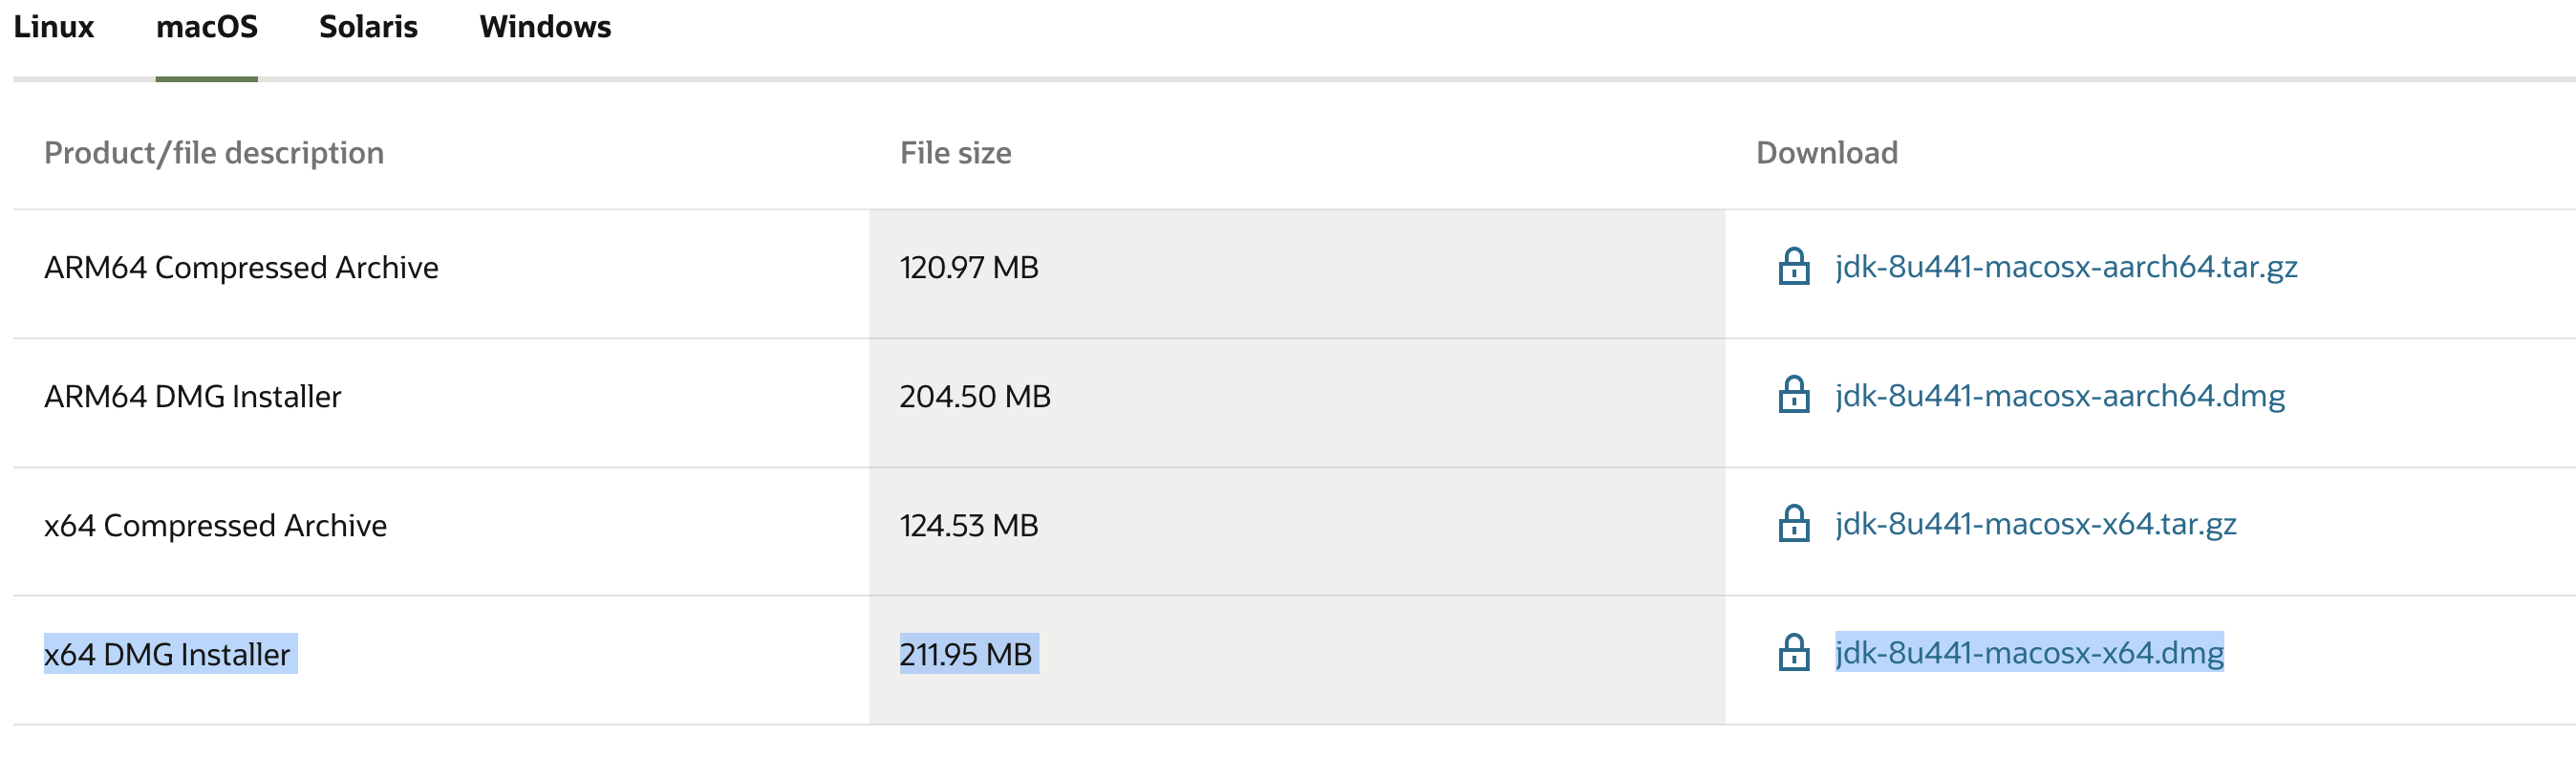 Linux macOS Solaris Windows
Product/file description File size Download
ARM64 Compressed Archive 120.97 MB jdk-8u441-macosx-aarch64.tar.gz
ARM64 DMG Installer 204.50 MB jdk-8u441-macosx-aarch64.dmg
x64 Compressed Archive 124.53 MB jdk-8u441-macosx-x64.tar.gz
x64 DMG Installer 211.95 MB jdk-8u441-macosx-x64.dmg